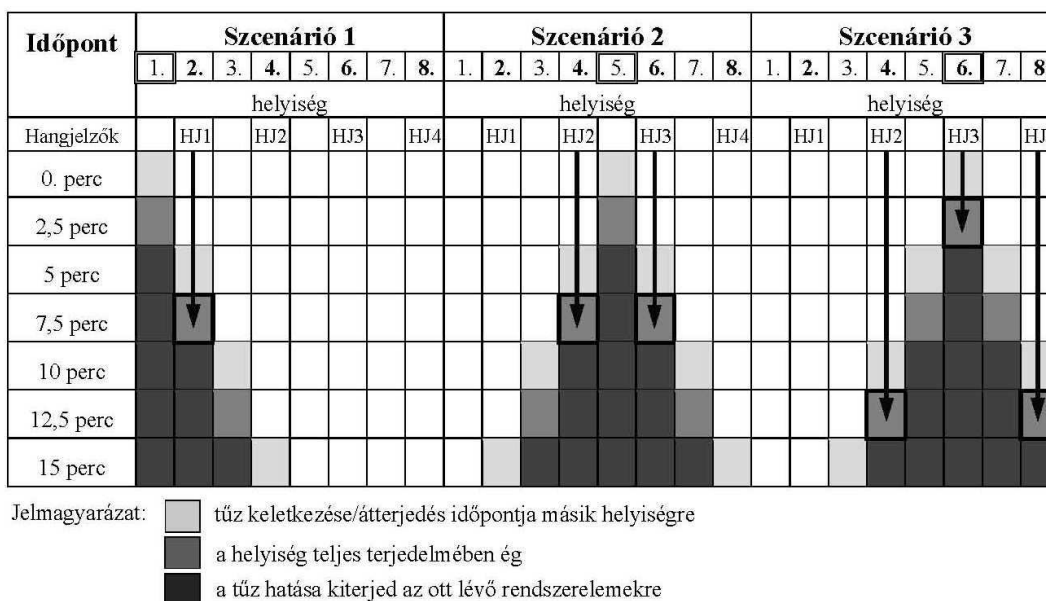 Időpont Szcenárió 1 Szcenárió 2 Szcenárió 3
1. 2. 3. 4. 5. 6. 7. 8. 1. 2. 3. 4. 5. 6. 7. 8. 1. 2. 3. 4. 5. 6. 7. 8
helyiség helyiség helyiség
Hangjelzők HJ1 HJ2 HJ3 HJ4 HJ1 HJ2 HJ3 HJ4 HJ1 HJ2 HJ3 HJ
0. perc
2,5 perc
5 perc
7,5 perc
10 perc
12,5 perc
15 perc
Jelmagyarázat: tűz keletkezése/átterjedés időpontja másik helyiségre
a helyiség teljes terjedelmében ég
a tűz hatása kiterjed az ott lévő rendszerelemekre